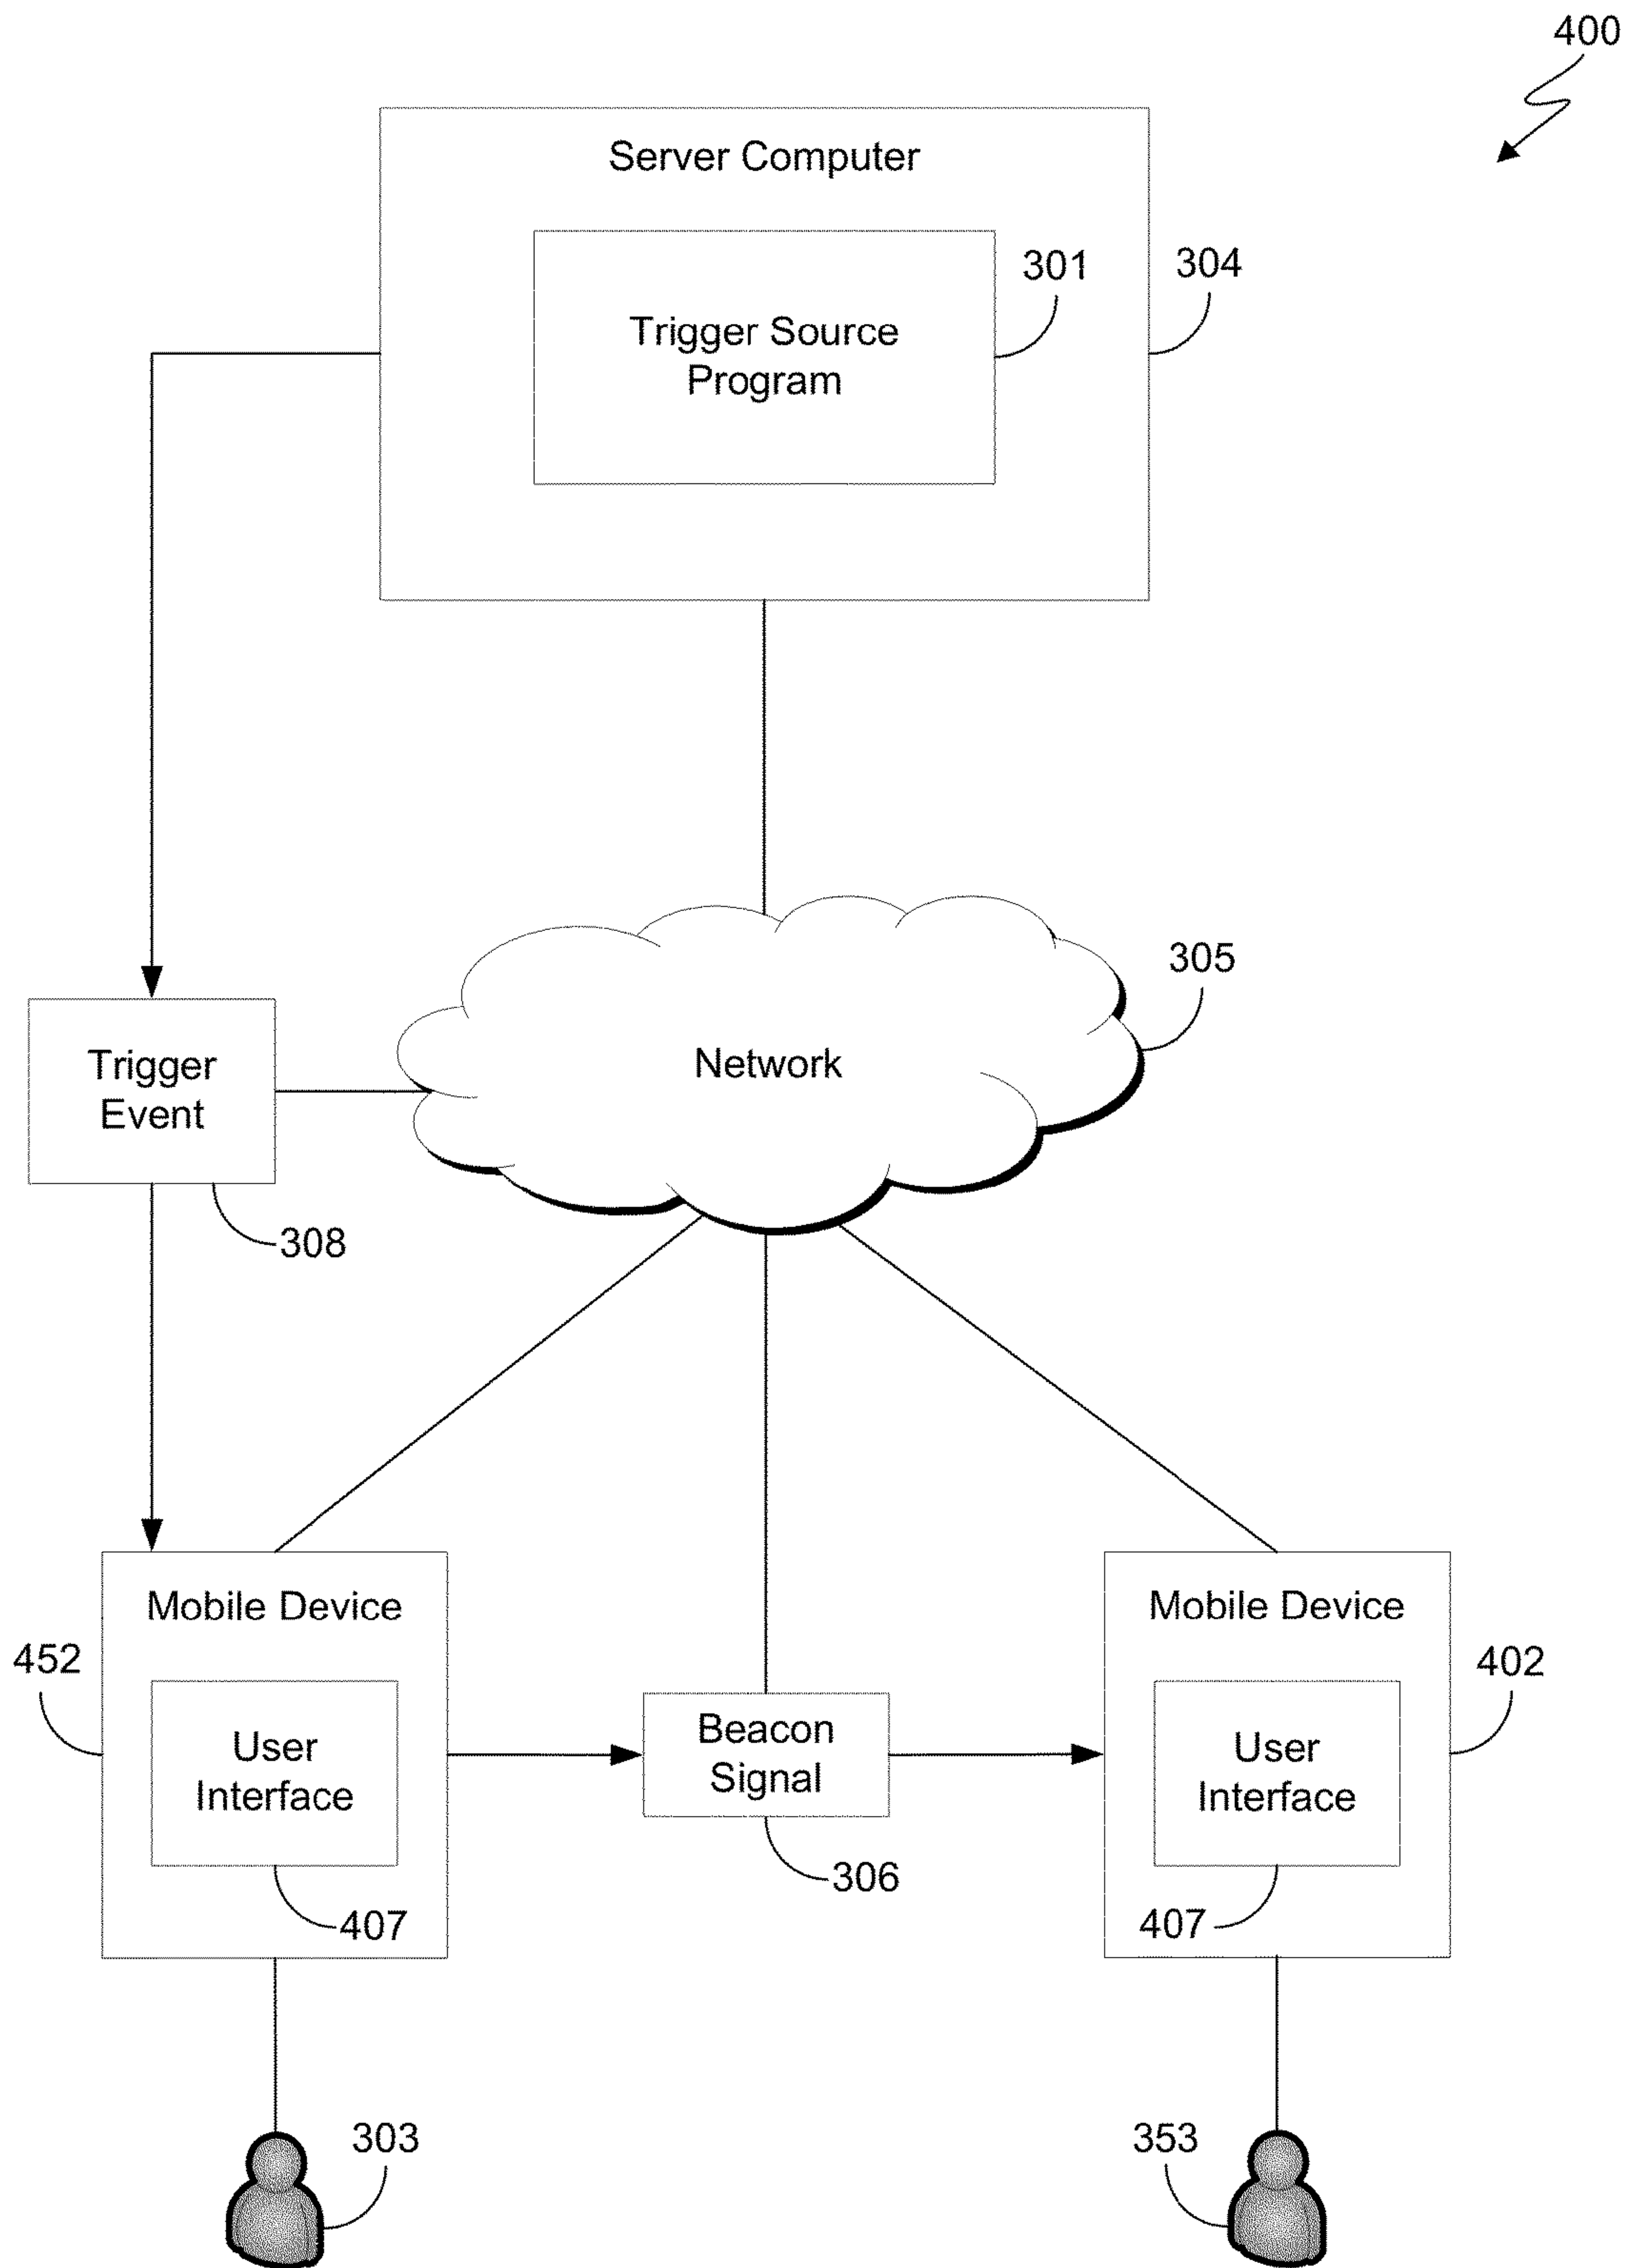 400
Server Computer
301
304
Trigger Source
Program
305
Network
Trigger
Event
308
Mobile Device
Mobile Device
452
402
User
Interface
Beacon
Signal
User
Interface
306
407
407
303
353